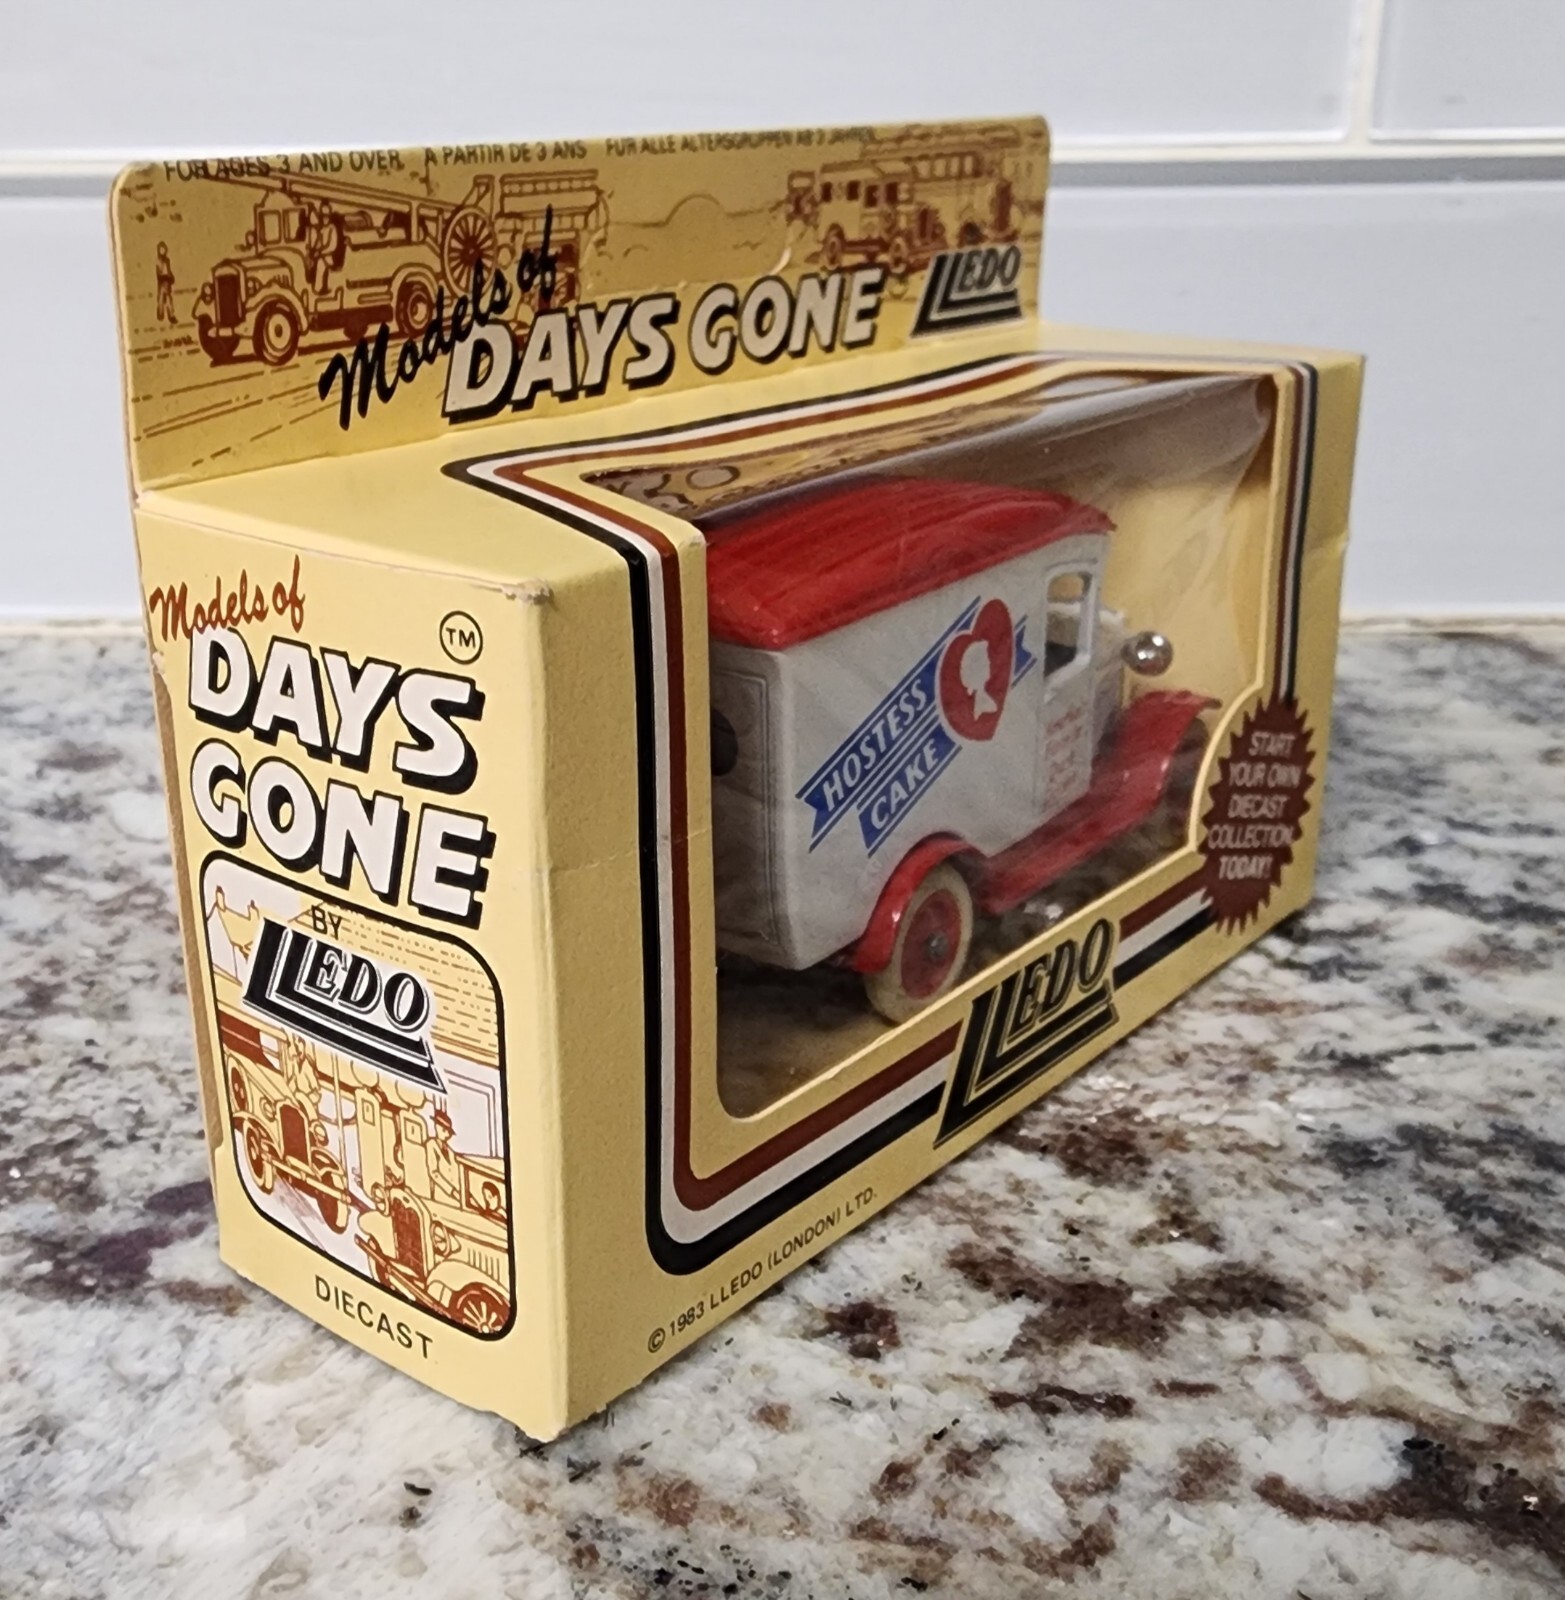 FOR AGES 3 AND OVER. A PARTIR DE 3 ANS FUR ALLE ALTERSGRUPPEN AB 3 JAHREN.
Models of
DAYS GONE
LLEDO
Models of
DAYS
GONE
TM
BY
LLEDO
DIECAST
HOSTESS
CAKE
START
YOUR OWN
DIECAST
COLLECTION
TODAY!
LLEDO
© 1983 LLEDO (LONDON) LTD.